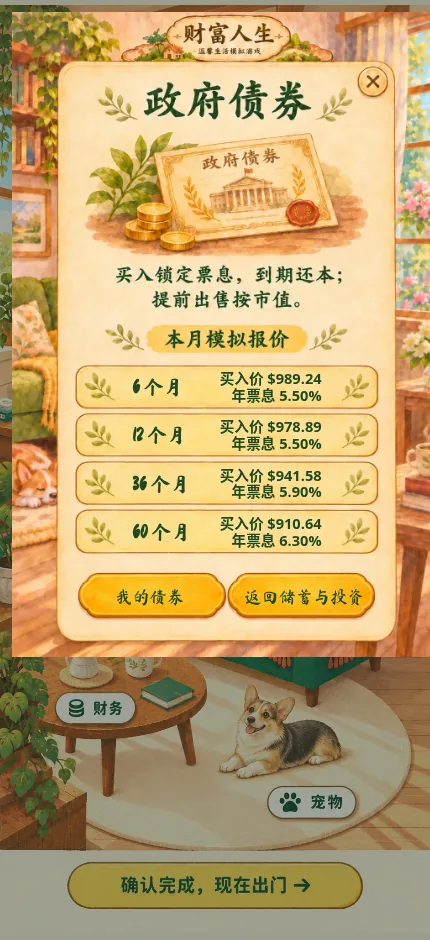 财富人生
·温馨生活模拟游戏·
政府债券
政府债券
买入锁定票息，到期还本；
提前出售按市值。
本月模拟报价
6个月
买入价 $989.24
年票息 5.50%
12个月
买入价 $978.89
年票息 5.50%
36个月
买入价 $941.58
年票息 5.90%
60个月
买入价 $910.64
年票息 6.30%
我的债券
返回储蓄与投资
财务
宠物
确认完成，现在出门 →